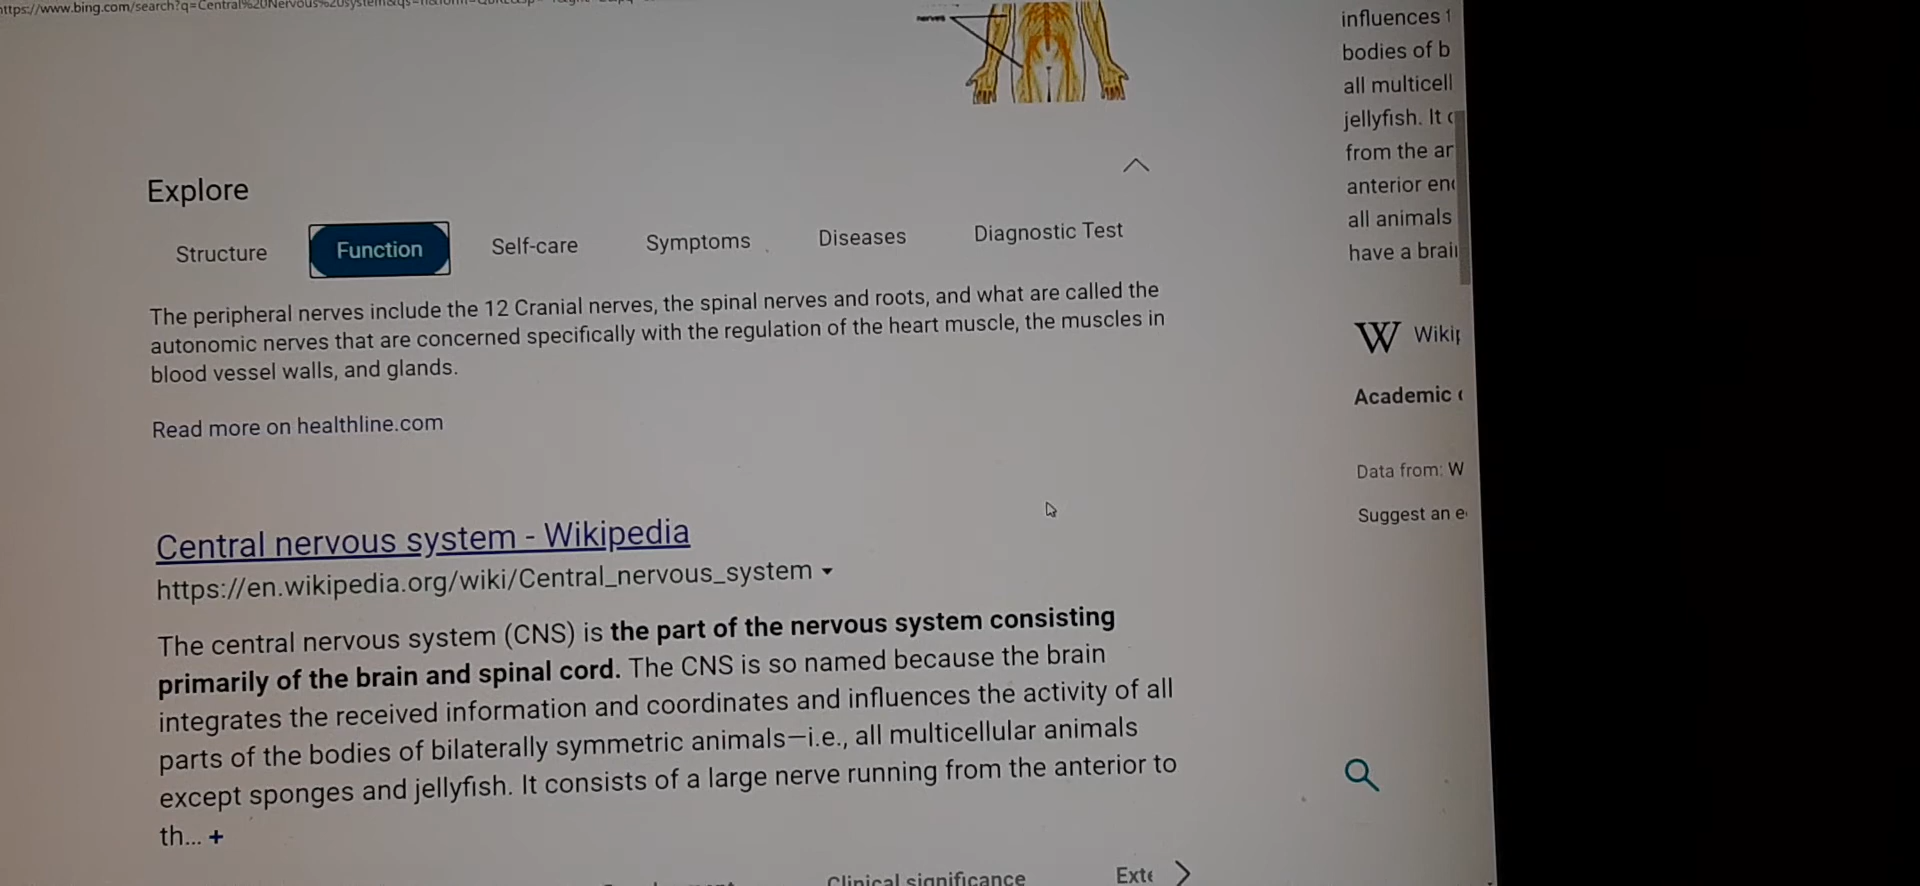 https://www.bing.com/search?q=Central%20Nervous%20system
nerves
influences
bodies of b
all multicell
jellyfish. It
from the ar
anterior en
all animals
have a brai
Explore
Structure Function Self-care Symptoms Diseases Diagnostic Test
The peripheral nerves include the 12 Cranial nerves, the spinal nerves and roots, and what are called the
autonomic nerves that are concerned specifically with the regulation of the heart muscle, the muscles in
blood vessel walls, and glands.
Read more on healthline.com
W Wikip
Academic
Data from: W
Suggest an e
Central nervous system - Wikipedia
https://en.wikipedia.org/wiki/Central_nervous_system
The central nervous system (CNS) is the part of the nervous system consisting
primarily of the brain and spinal cord. The CNS is so named because the brain
integrates the received information and coordinates and influences the activity of all
parts of the bodies of bilaterally symmetric animals—i.e., all multicellular animals
except sponges and jellyfish. It consists of a large nerve running from the anterior to
th... +
Clinical significance Exte